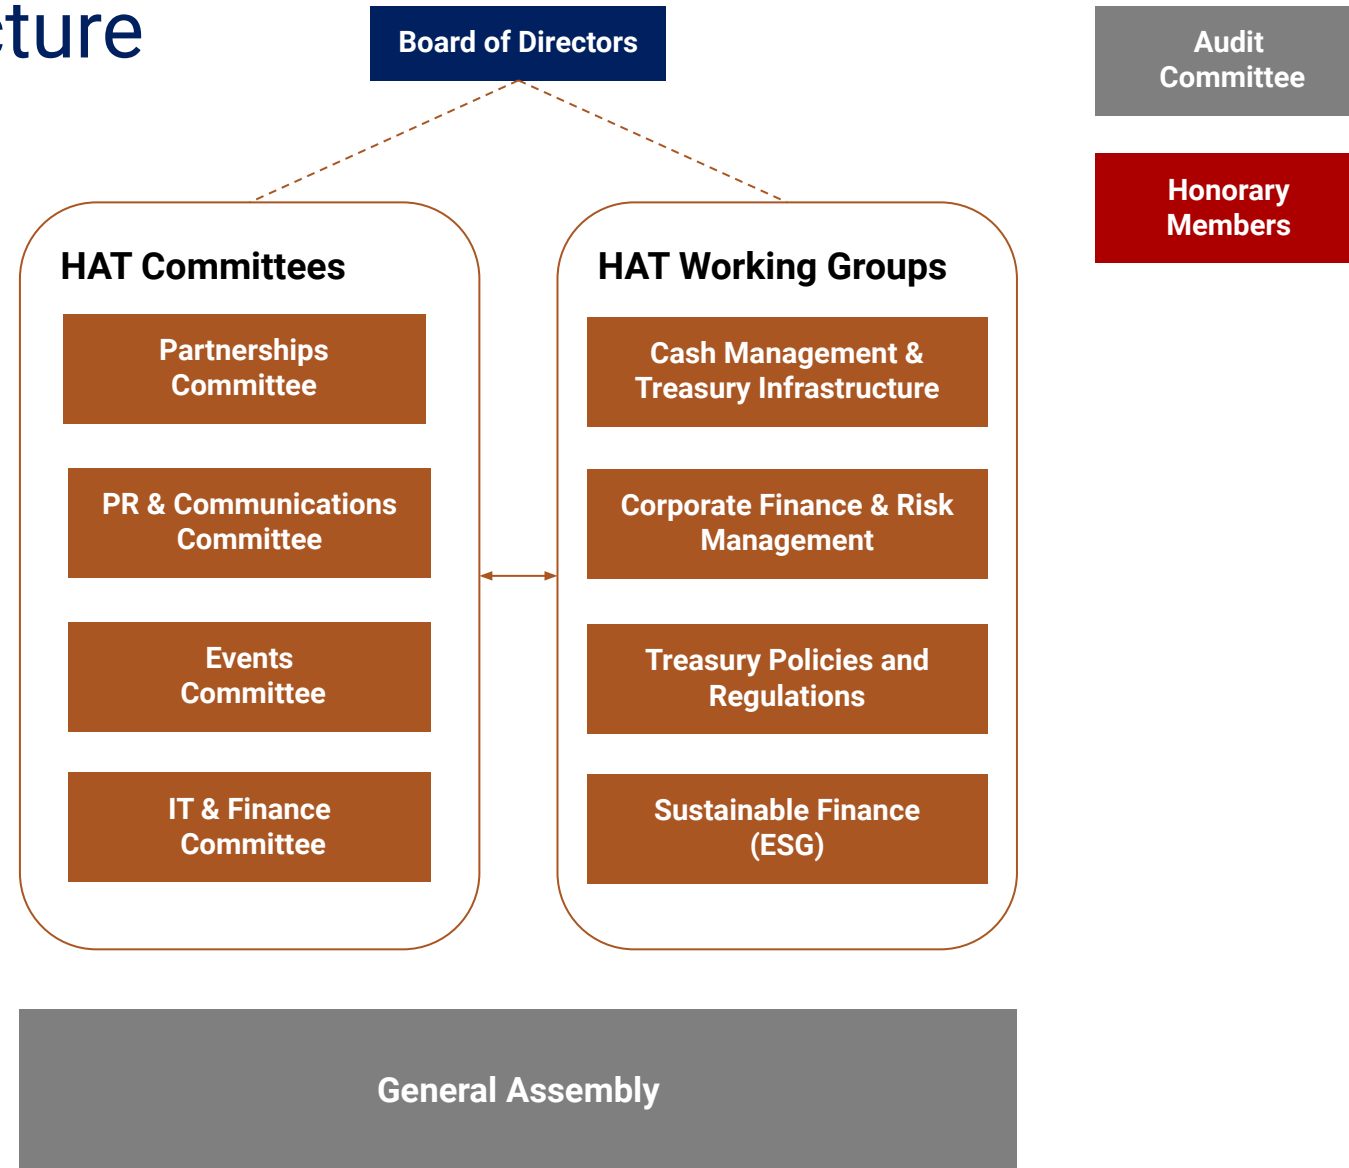 Board of Directors
Audit
Committee
Honorary
Members
HAT Committees
Partnerships
Committee
PR & Communications
Committee
Events
Committee
IT & Finance
Committee
HAT Working Groups
Cash Management &
Treasury Infrastructure
Corporate Finance & Risk
Management
Treasury Policies and
Regulations
Sustainable Finance
(ESG)
General Assembly